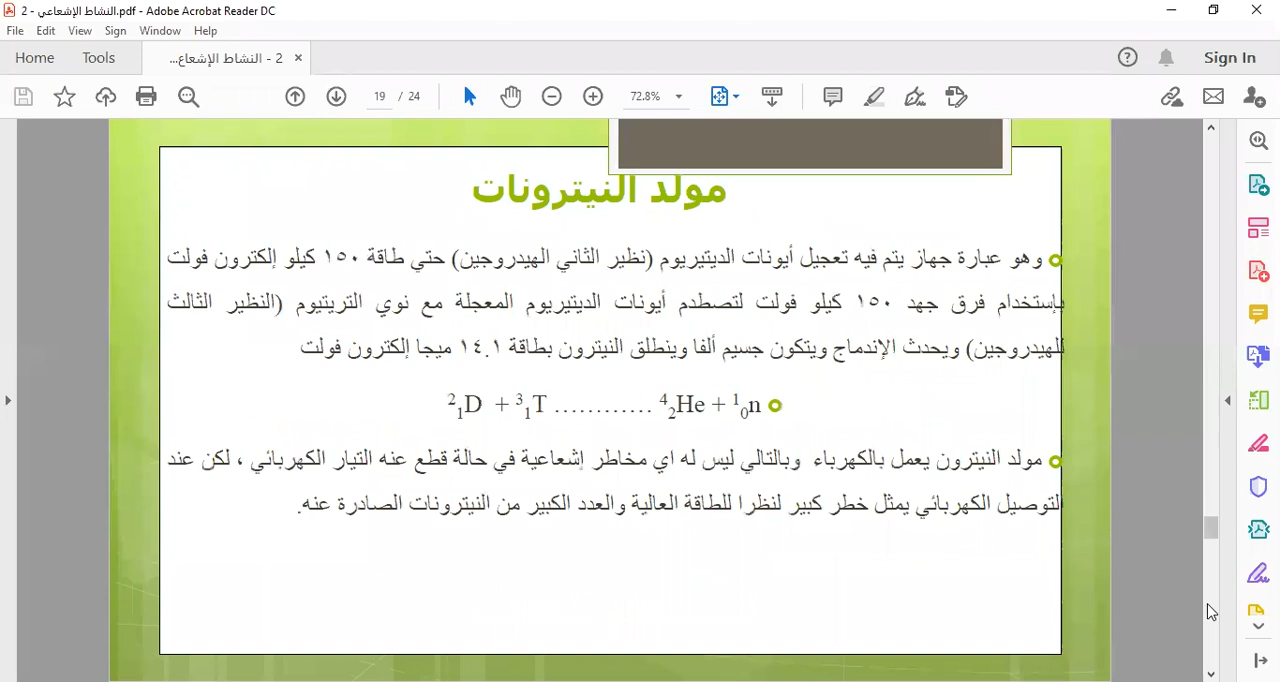 2 - النشاط الإشعاعي.pdf - Adobe Acrobat Reader DC
File Edit View Sign Window Help
Home Tools 2 - النشاط الإشعاع... × Sign In
19 / 24 72.8%
مولد النيترونات
وهو عبارة جهاز يتم فيه تعجيل أيونات الديتيريوم (نظير الثاني الهيدروجين) حتي طاقة ١٥٠ كيلو إلكترون فولت
بإستخدام فرق جهد ١٥٠ كيلو فولت لتصطدم أيونات الديتيريوم المعجلة مع نوي التريتيوم (النظير الثالث
للهيدروجين) ويحدث الإندماج ويتكون جسيم ألفا وينطلق النيترون بطاقة ١٤.١ ميجا إلكترون فولت
²₁D + ³₁T ………… ⁴₂He + ¹₀n
مولد النيترون يعمل بالكهرباء وبالتالي ليس له اي مخاطر إشعاعية في حالة قطع عنه التيار الكهربائي ، لكن عند
التوصيل الكهربائي يمثل خطر كبير لنظرا للطاقة العالية والعدد الكبير من النيترونات الصادرة عنه.